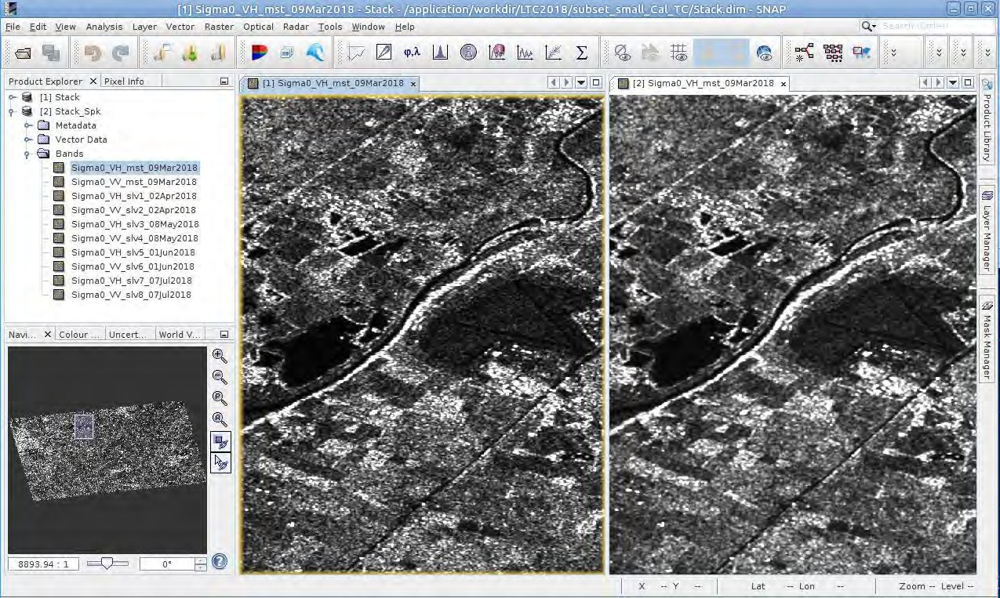 [1] Sigma0_VH_mst_09Mar2018 - Stack - /application/workdir/LTC2018/subset_small_Cal_TC/Stack.dim - SNAP
File Edit View Analysis Layer Vector Raster Optical Radar Tools Window Help
Search (Ctrl+I)
φ,λ Σ
Product Explorer Pixel Info
[1] Sigma0_VH_mst_09Mar2018
[2] Sigma0_VH_mst_09Mar2018
[1] Stack
[2] Stack_Spk
Metadata
Vector Data
Bands
Sigma0_VH_mst_09Mar2018
Sigma0_VV_mst_09Mar2018
Sigma0_VH_slv1_02Apr2018
Sigma0_VV_slv2_02Apr2018
Sigma0_VH_slv3_08May2018
Sigma0_VV_slv4_08May2018
Sigma0_VH_slv5_01Jun2018
Sigma0_VV_slv6_01Jun2018
Sigma0_VH_slv7_07Jul2018
Sigma0_VV_slv8_07Jul2018
Product Library
Layer Manager
Mask Manager
Navi... Colour ... Uncert... World V...
8893.94 : 1
0°
X -- Y -- Lat -- Lon -- Zoom -- Level --